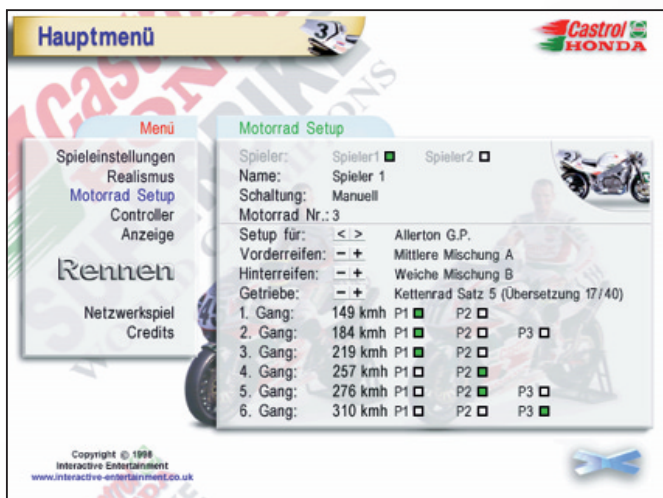 Hauptmenü
3
Castrol
HONDA
Menü
Spieleinstellungen
Realismus
Motorrad Setup
Controller
Anzeige
Rennen
Netzwerkspiel
Credits
Motorrad Setup
Spieler: Spieler1 Spieler2
Name: Spieler 1
Schaltung: Manuell
Motorrad Nr.: 3
Setup für: < > Allerton G.P.
Vorderreifen: – + Mittlere Mischung A
Hinterreifen: – + Weiche Mischung B
Getriebe: – + Kettenrad Satz 5 (Übersetzung 17/40)
1. Gang: 149 kmh P1 P2
2. Gang: 184 kmh P1 P2 P3
3. Gang: 219 kmh P1 P2
4. Gang: 257 kmh P1 P2
5. Gang: 276 kmh P1 P2 P3
6. Gang: 310 kmh P1 P2 P3
Copyright © 1998
Interactive Entertainment
www.interactive-entertainment.co.uk